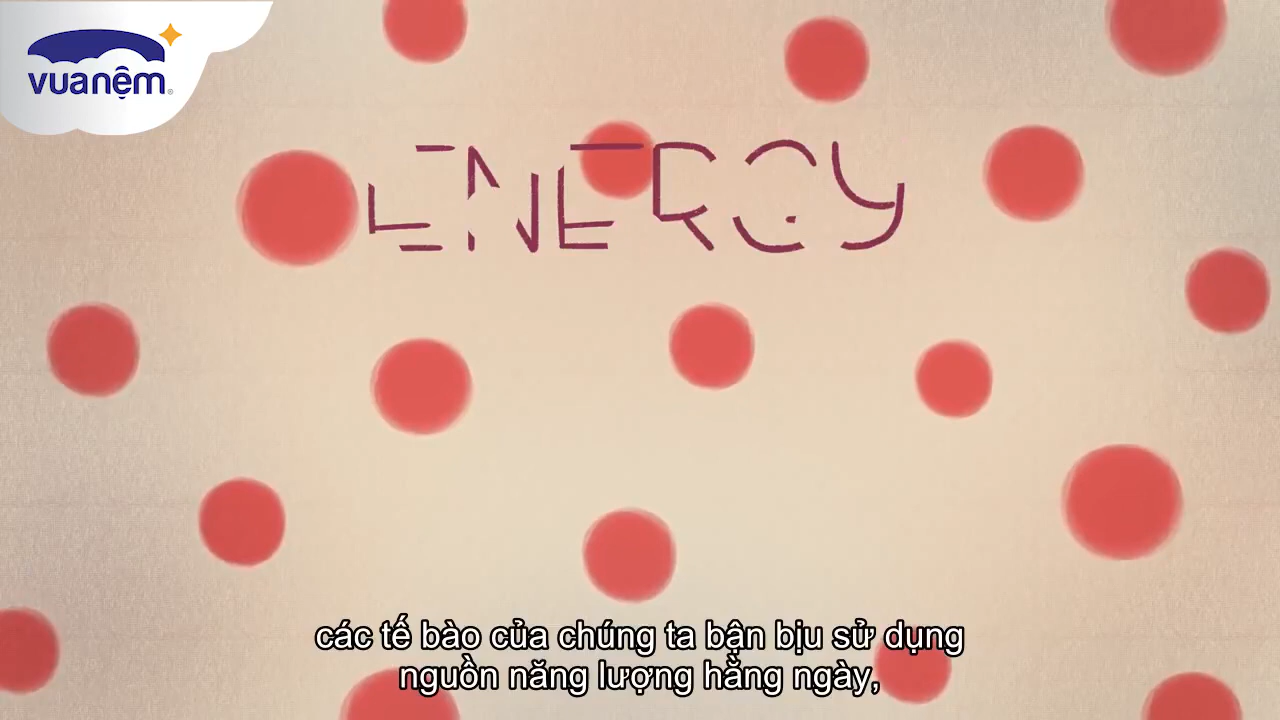 vuanệm®
ENERGY
các tế bào của chúng ta bận bịu sử dụng
nguồn năng lượng hằng ngày,